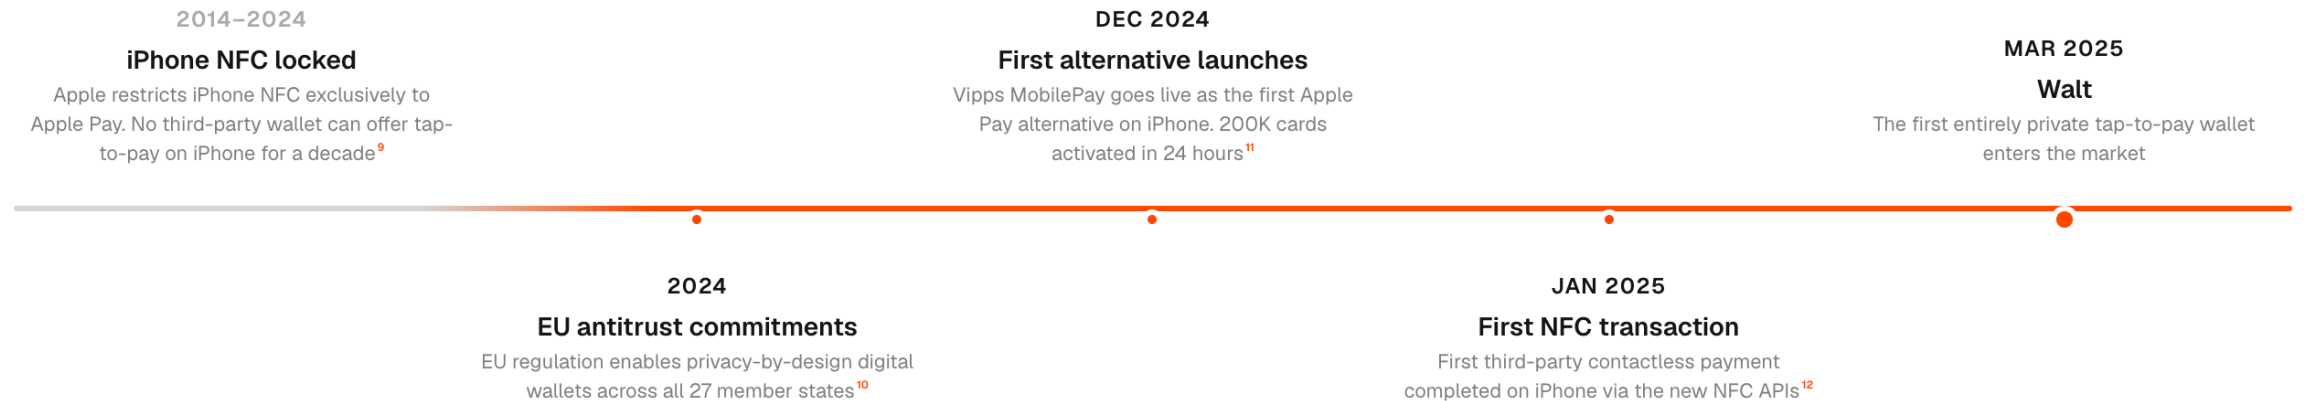 2014–2024
iPhone NFC locked
Apple restricts iPhone NFC exclusively to
Apple Pay. No third-party wallet can offer tap-
to-pay on iPhone for a decade9
2024
EU antitrust commitments
EU regulation enables privacy-by-design digital
wallets across all 27 member states10
DEC 2024
First alternative launches
Vipps MobilePay goes live as the first Apple
Pay alternative on iPhone. 200K cards
activated in 24 hours11
JAN 2025
First NFC transaction
First third-party contactless payment
completed on iPhone via the new NFC APIs12
MAR 2025
Walt
The first entirely private tap-to-pay wallet
enters the market